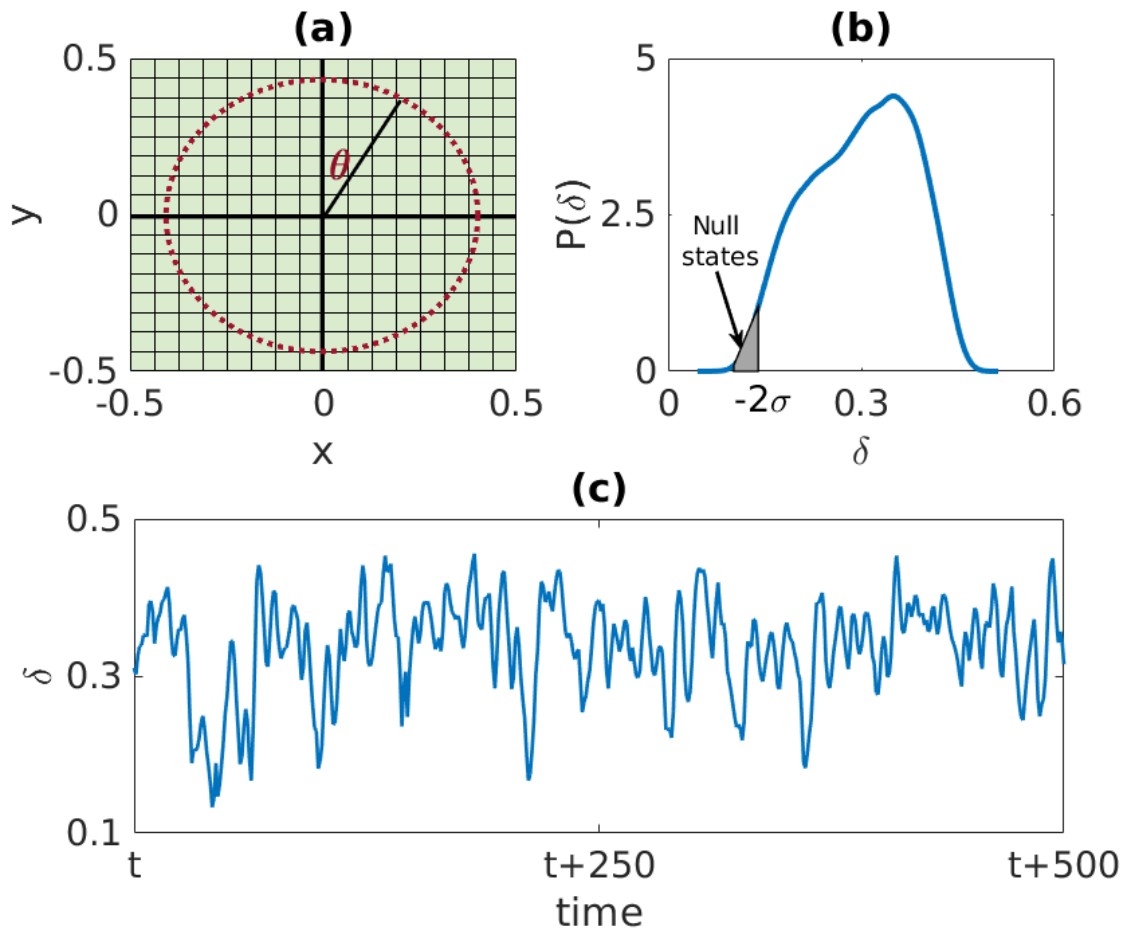 (a)
0.5
y
0
θ
-0.5
-0.5
0
0.5
x
(b)
5
P(δ)
2.5
Null
states
0
0
-2σ
0.3
0.6
δ
(c)
0.5
δ
0.3
0.1
t
t+250
t+500
time